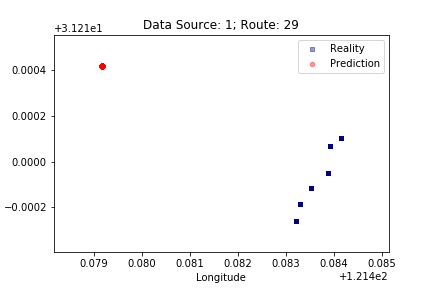 Data Source: 1; Route: 29
+3.121e1
Reality
Prediction
0.0004
0.0002
0.0000
−0.0002
0.079 0.080 0.081 0.082 0.083 0.084 0.085
Longitude
+1.214e2